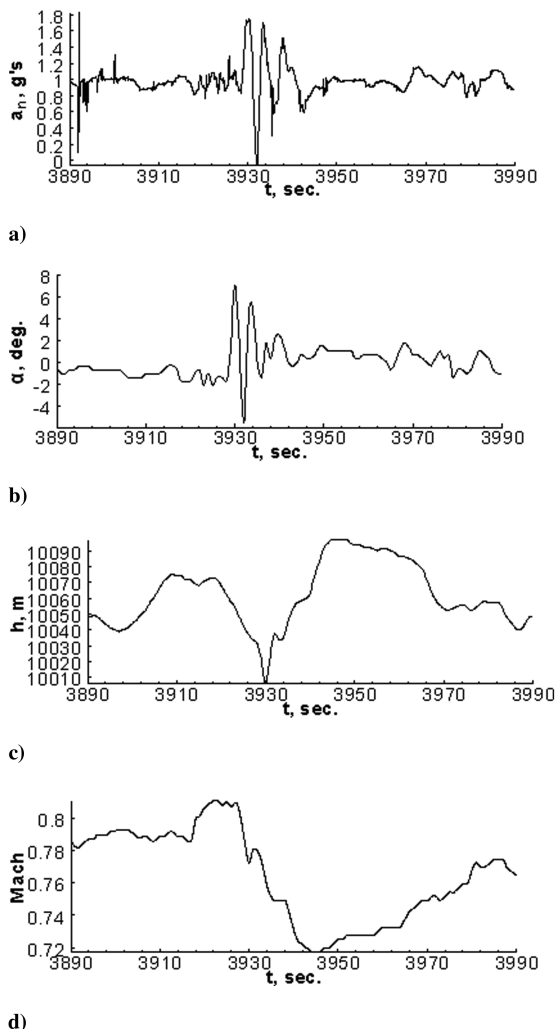 1.8
1.6
1.4
1.2
1
0.8
0.6
0.4
0.2
0
aₙ, g's
3890 3910 3930 3950 3970 3990
t, sec.
a)
8
6
4
2
0
-2
-4
α, deg.
3890 3910 3930 3950 3970 3990
t, sec.
b)
10090
10080
10070
10060
10050
10040
10030
10020
10010
h, m
3890 3910 3930 3950 3970 3990
t, sec.
c)
0.8
0.78
0.76
0.74
0.72
Mach
3890 3910 3930 3950 3970 3990
t, sec.
d)